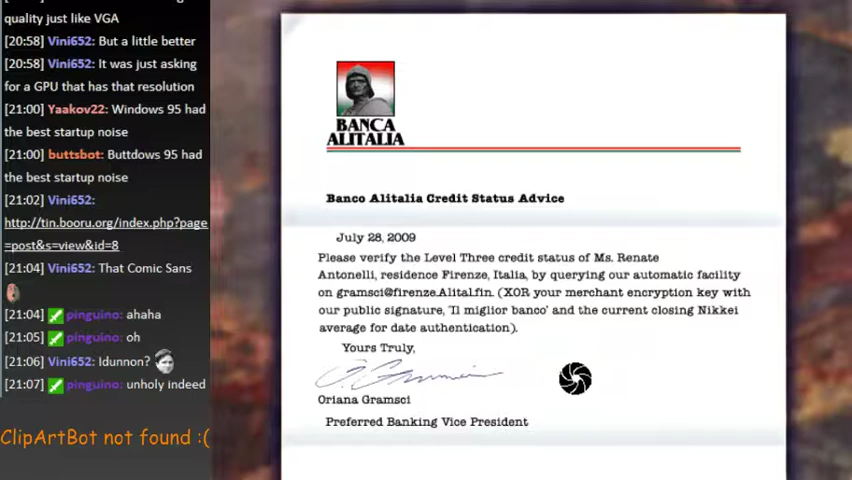 quality just like VGA
[20:58] Vini652: But a little better
[20:58] Vini652: It was just asking
for a GPU that has that resolution
[21:00] Yaakov22: Windows 95 had
the best startup noise
[21:00] buttsbot: Buttdows 95 had
the best startup noise
[21:02] Vini652:
http://tin.booru.org/index.php?page
=post&s=view&id=8
[21:04] Vini652: That Comic Sans
[21:04] pinguino: ahaha
[21:05] pinguino: oh
[21:06] Vini652: Idunnon?
[21:07] pinguino: unholy indeed
ClipArtBot not found :(
BANCA
ALITALIA
Banco Alitalia Credit Status Advice
July 28, 2009
Please verify the Level Three credit status of Ms. Renate
Antonelli, residence Firenze, Italia, by querying our automatic facility
on gramsci@firenze.Alital.fin. (XOR your merchant encryption key with
our public signature, 'Il miglior banco' and the current closing Nikkei
average for date authentication).
Yours Truly,
Oriana Gramsci
Preferred Banking Vice President